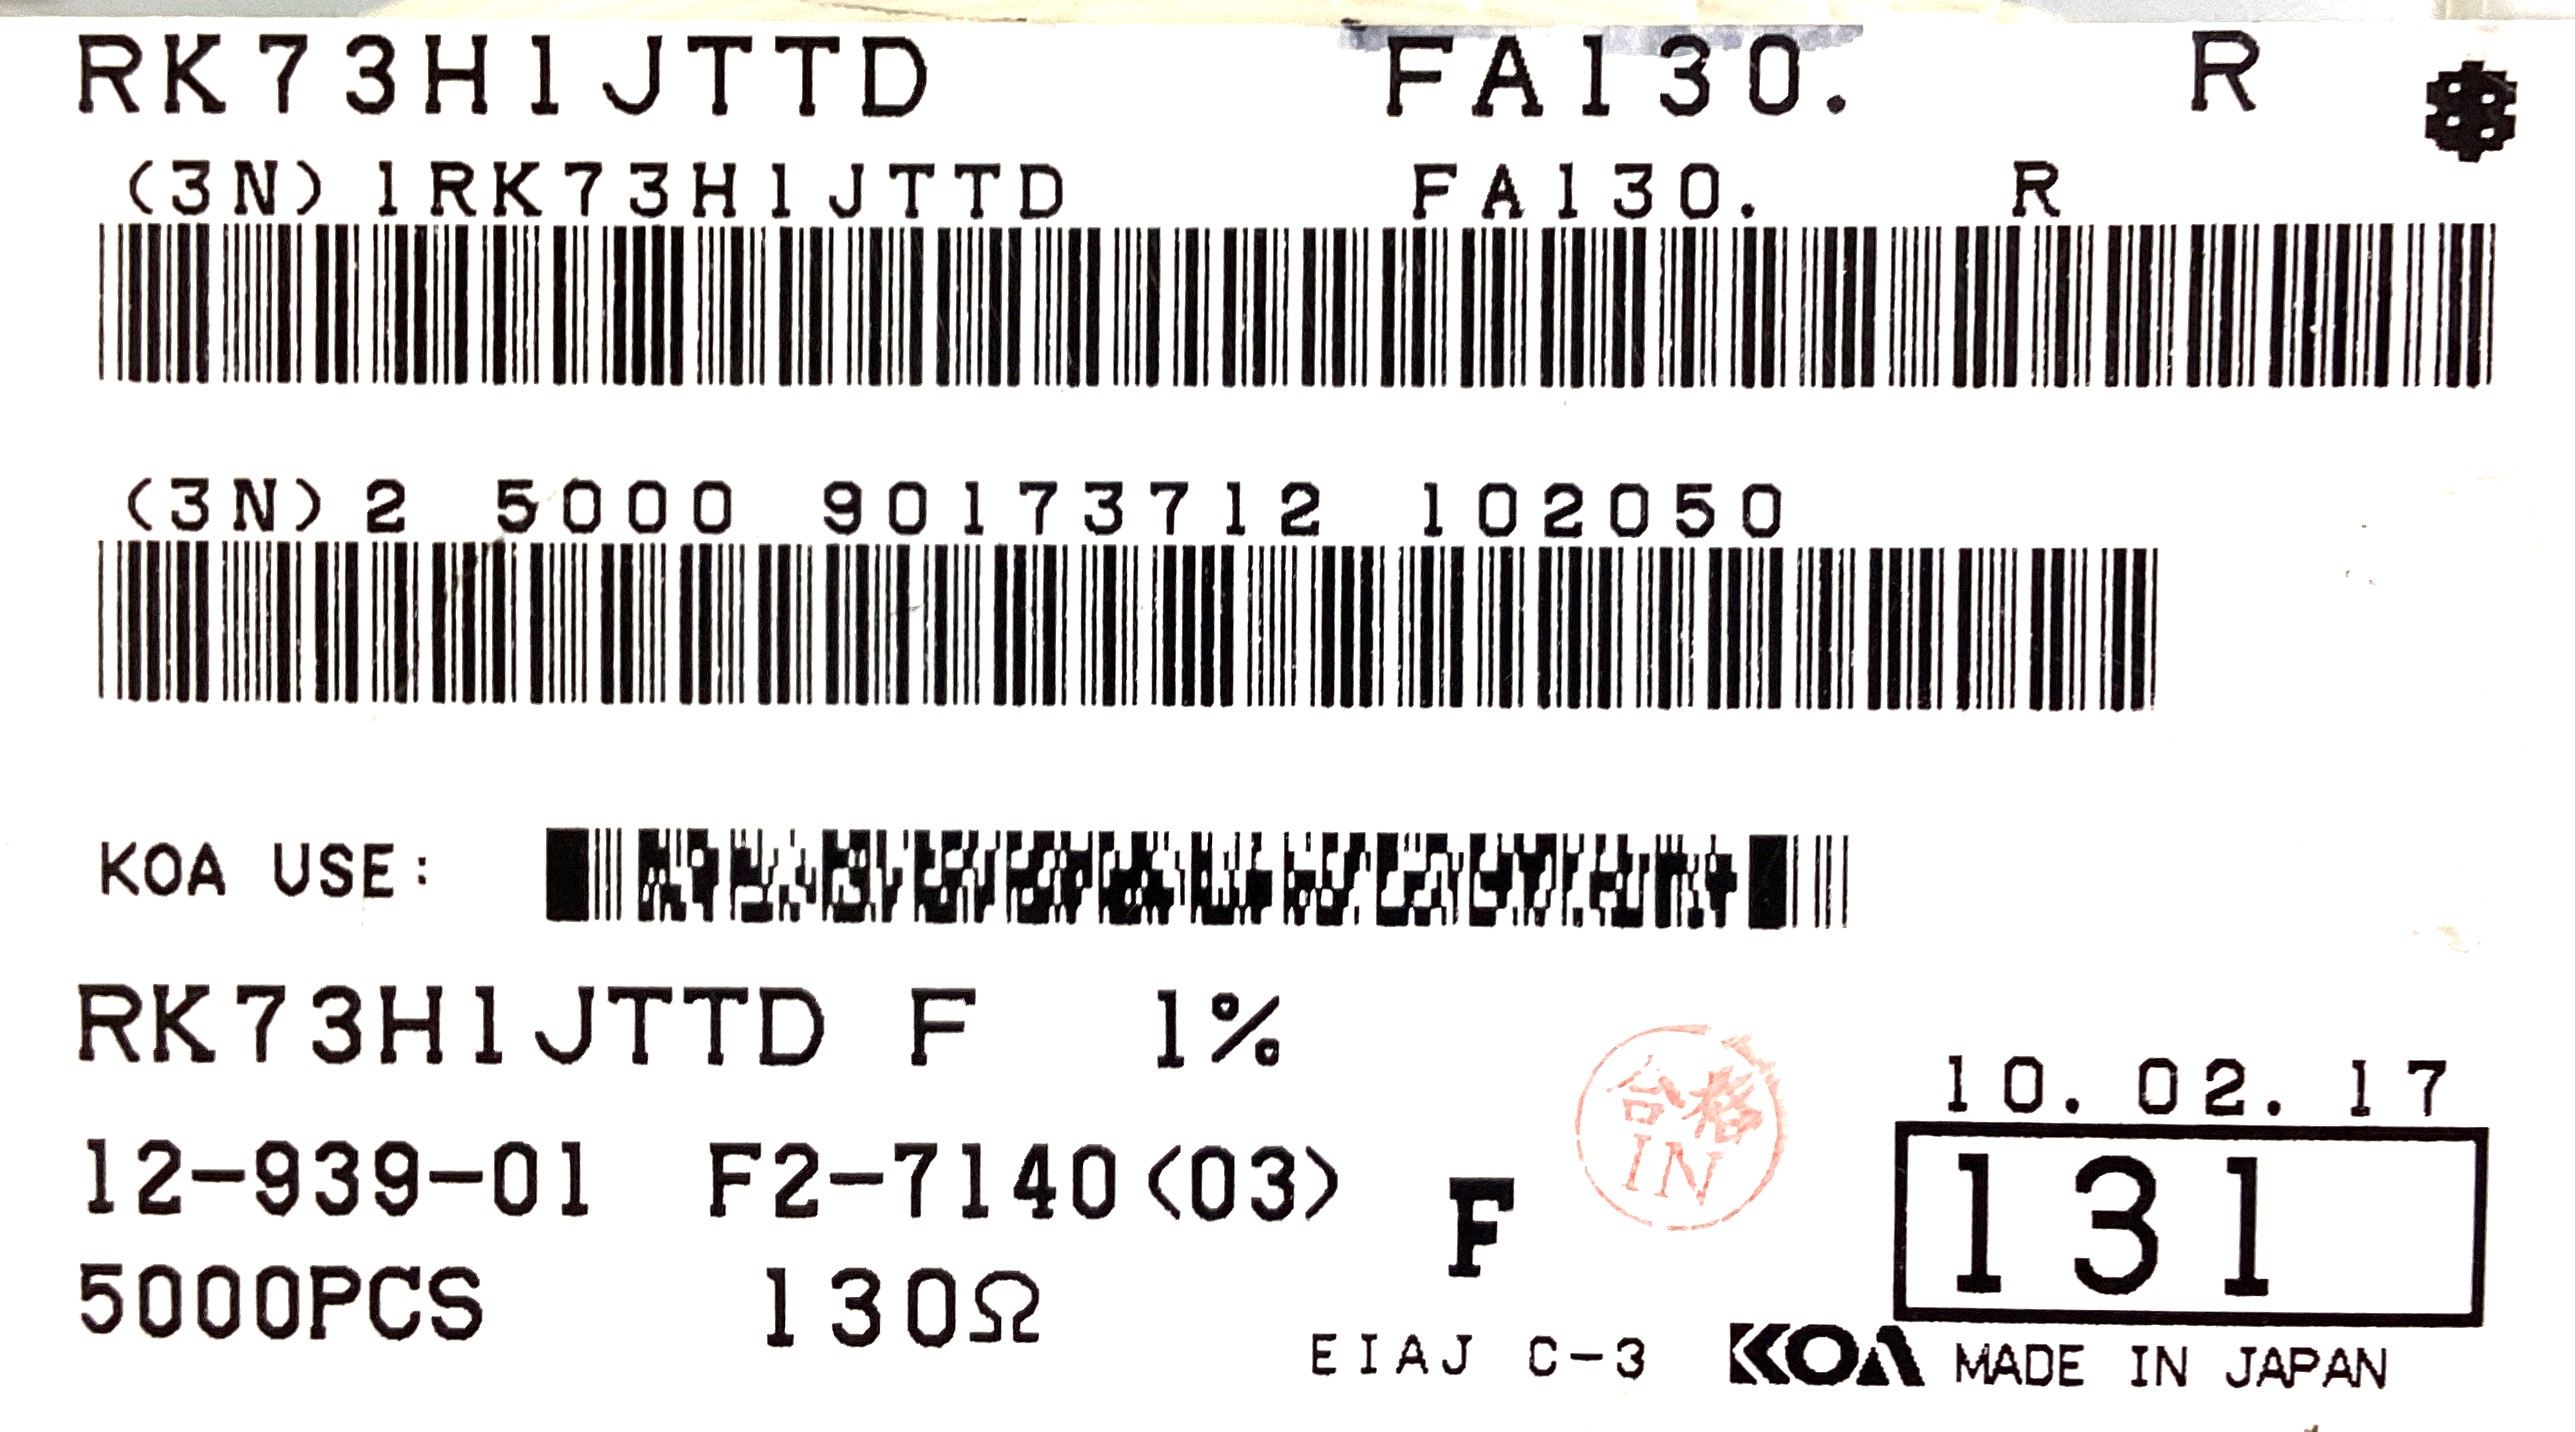 RK73H1JTTD FA130. R
(3N)1RK73H1JTTD FA130. R
(3N)2 5000 90173712 102050
KOA USE:
RK73H1JTTD F 1%
合格
IN
10.02.17
12-939-01 F2-7140<03> F
131
5000PCS 130Ω
EIAJ C-3 KOA MADE IN JAPAN